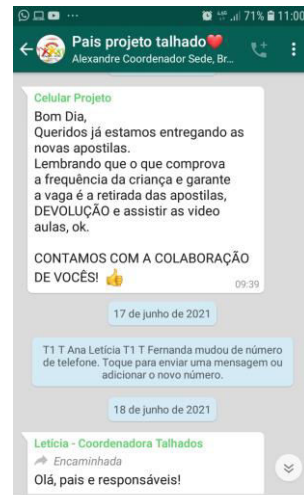 71% 11:00
Pais projeto talhado❤️
Alexandre Coordenador Sede, Br...
Celular Projeto
Bom Dia,
Queridos já estamos entregando as
novas apostilas.
Lembrando que o que comprova
a frequência da criança e garante
a vaga é a retirada das apostilas,
DEVOLUÇÃO e assistir as video
aulas, ok.
CONTAMOS COM A COLABORAÇÃO
DE VOCÊS! 👍
09:39
17 de junho de 2021
T1 T Ana Letícia T1 T Fernanda mudou de número
de telefone. Toque para enviar uma mensagem ou
adicionar o novo número.
18 de junho de 2021
Letícia - Coordenadora Talhados
Encaminhada
Olá, pais e responsáveis!